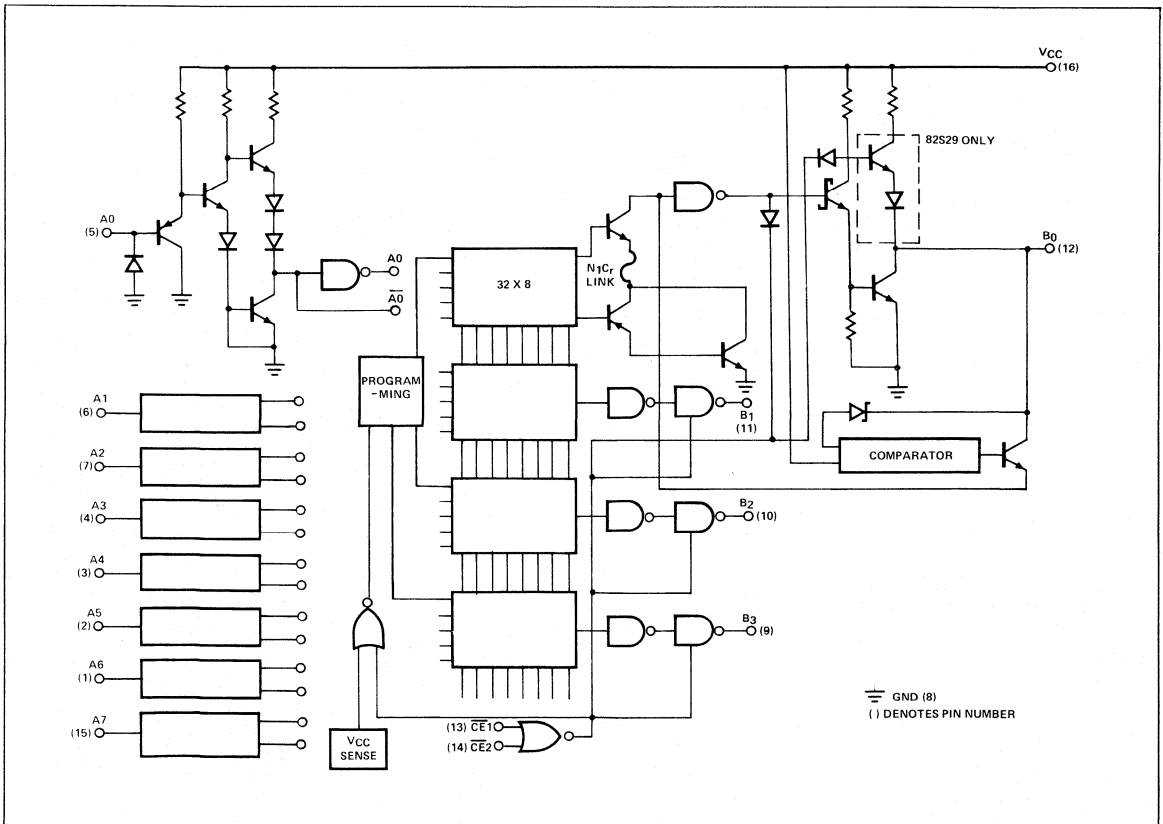 VCC
(16)
82S29 ONLY
A0
(5)
A0
A0
32 X 8
N1Cr
LINK
B0
(12)
PROGRAM
-MING
A1
(6)
B1
(11)
COMPARATOR
A2
(7)
A3
(4)
B2
(10)
A4
(3)
A5
(2)
B3
(9)
A6
(1)
GND (8)
( ) DENOTES PIN NUMBER
A7
(15)
(13) CE1
(14) CE2
VCC
SENSE